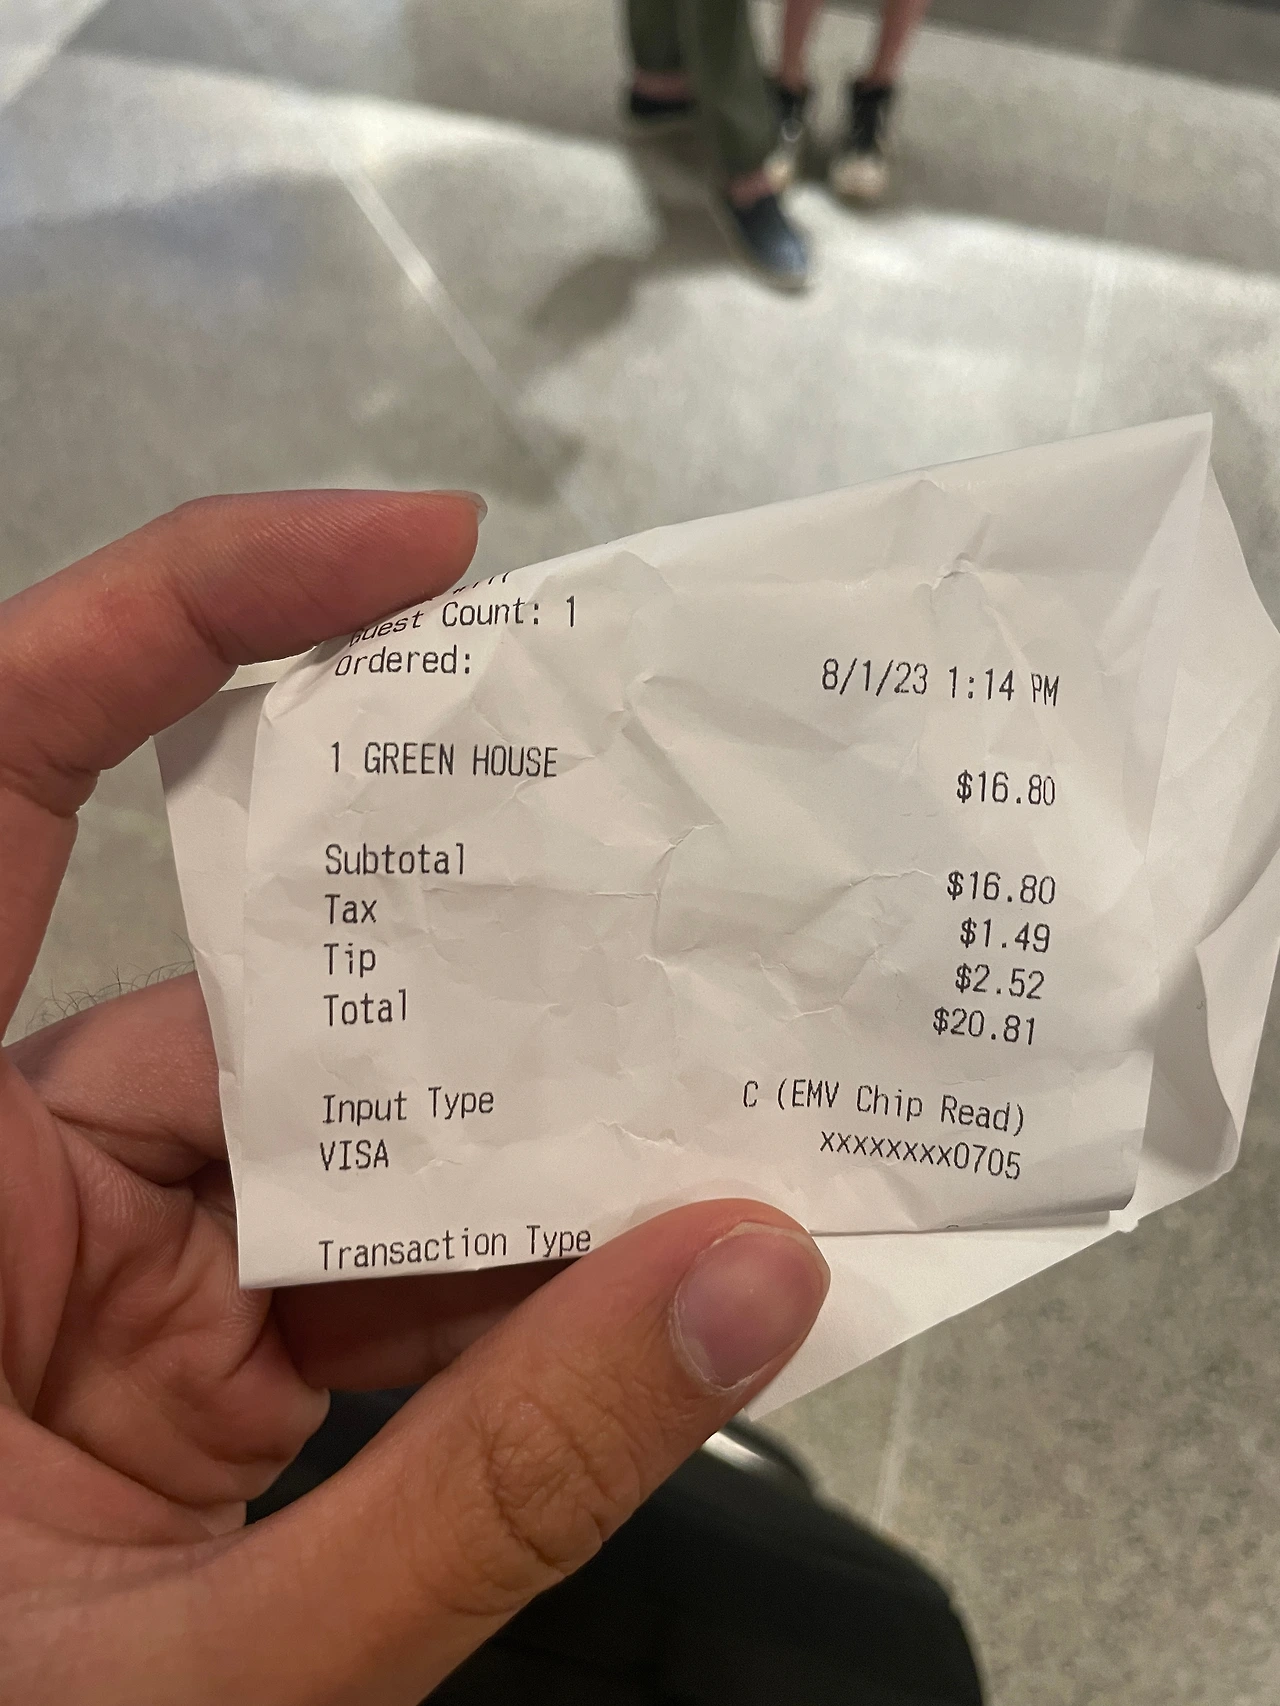 Guest Count: 1
Ordered: 8/1/23 1:14 PM
1 GREEN HOUSE $16.80
Subtotal $16.80
Tax $1.49
Tip $2.52
Total $20.81
Input Type C (EMV Chip Read)
VISA xxxxxxxx0705
Transaction Type